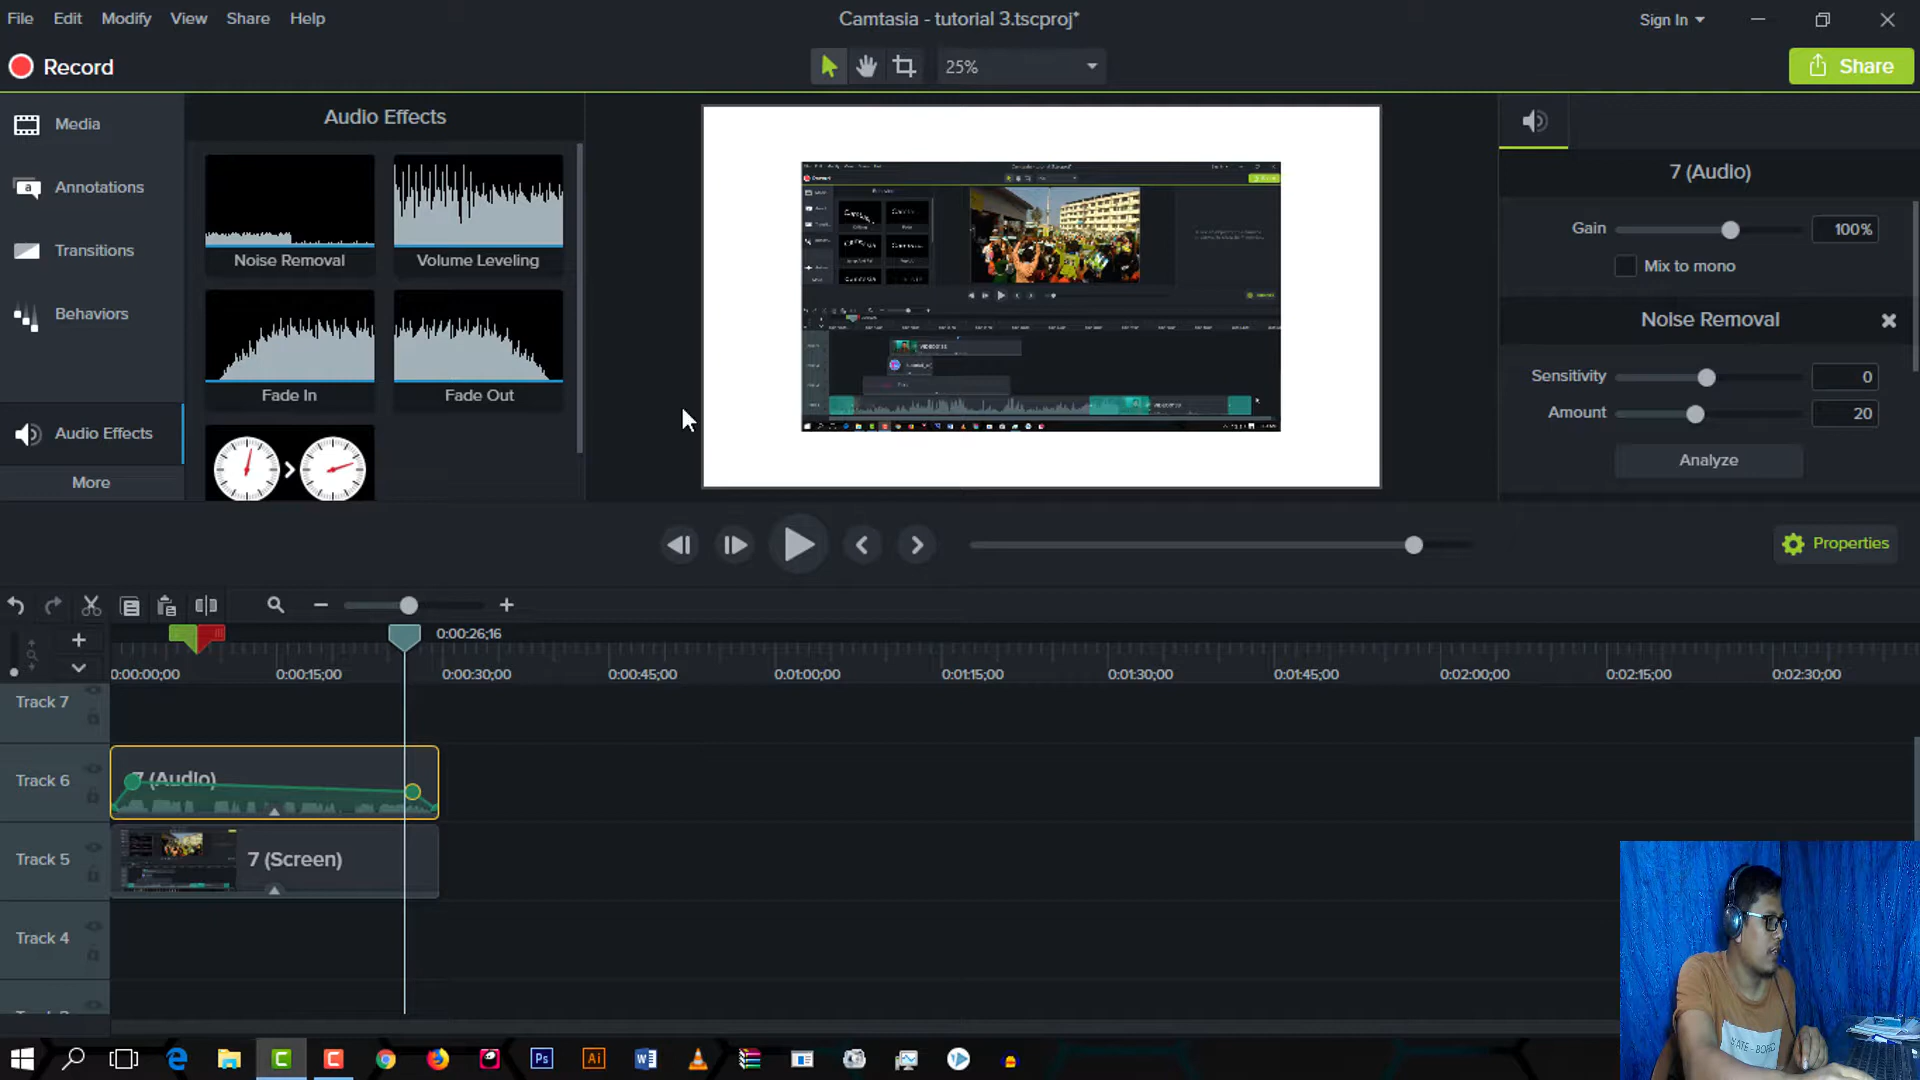 File Edit Modify View Share Help
Camtasia - tutorial 3.tscproj*
Sign In
Record
25%
Share
Media
Annotations
Transitions
Behaviors
Audio Effects
More
Audio Effects
Noise Removal
Volume Leveling
Fade In
Fade Out
7 (Audio)
Gain 100%
Mix to mono
Noise Removal
Sensitivity 0
Amount 20
Analyze
Properties
0:00:26;16
0:00:00;00 0:00:15;00 0:00:30;00 0:00:45;00 0:01:00;00 0:01:15;00 0:01:30;00 0:01:45;00 0:02:00;00 0:02:15;00 0:02:30;00
Track 7
Track 6
7 (Audio)
Track 5
7 (Screen)
Track 4
Ps
Ai